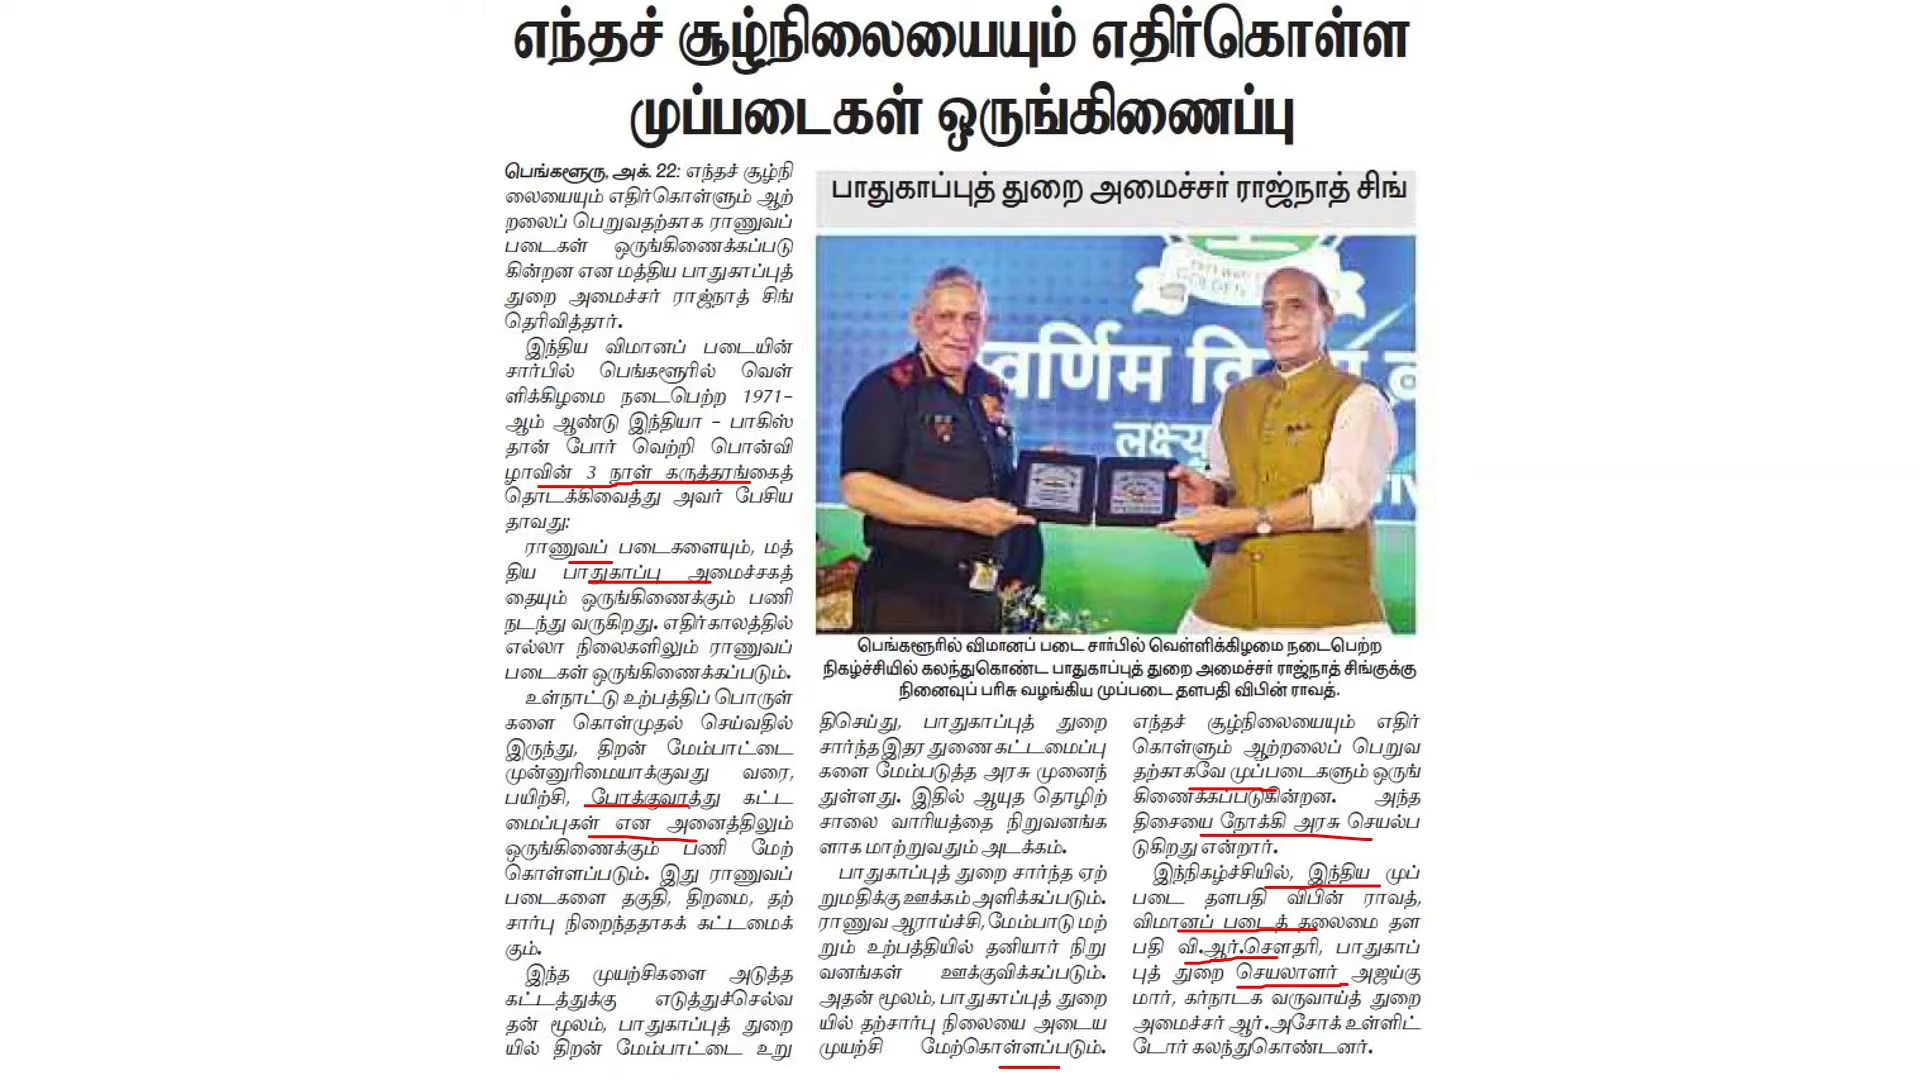 எந்தச் சூழ்நிலையையும் எதிர்கொள்ள
முப்படைகள் ஒருங்கிணைப்பு
பெங்களூரு, அக். 22: எந்தச் சூழ்நி
லையையும் எதிர்கொள்ளும் ஆற்
றலைப் பெறுவதற்காக ராணுவப்
படைகள் ஒருங்கிணைக்கப்படு
கின்றன என மத்திய பாதுகாப்புத்
துறை அமைச்சர் ராஜ்நாத் சிங்
தெரிவித்தார்.
இந்திய விமானப் படையின்
சார்பில் பெங்களூரில் வெள்
ளிக்கிழமை நடைபெற்ற 1971-
ஆம் ஆண்டு இந்தியா - பாகிஸ்
தான் போர் வெற்றி பொன்வி
ழாவின் 3 நாள் கருத்தரங்கைத்
தொடக்கிவைத்து அவர் பேசிய
தாவது:
ராணுவப் படைகளையும், மத்
திய பாதுகாப்பு அமைச்சகத்
தையும் ஒருங்கிணைக்கும் பணி
நடந்து வருகிறது. எதிர்காலத்தில்
எல்லா நிலைகளிலும் ராணுவப்
படைகள் ஒருங்கிணைக்கப்படும்.
உள்நாட்டு உற்பத்திப் பொருள்
களை கொள்முதல் செய்வதில்
இருந்து, திறன் மேம்பாட்டை
முன்னுரிமையாக்குவது வரை,
பயிற்சி, போக்குவாத்து கட்ட
மைப்புகள் என அனைத்திலும்
ஒருங்கிணைக்கும் பணி மேற்
கொள்ளப்படும். இது ராணுவப்
படைகளை தகுதி, திறமை, தற்
சார்பு நிறைந்ததாகக் கட்டமைக்
கும்.
இந்த முயற்சிகளை அடுத்த
கட்டத்துக்கு எடுத்துச்செல்வ
தன் மூலம், பாதுகாப்புத் துறை
யில் திறன் மேம்பாட்டை உறு
பாதுகாப்புத் துறை அமைச்சர் ராஜ்நாத் சிங்
GOLDEN
स्वर्णिम वि
लक्ष्य
பெங்களூரில் விமானப் படை சார்பில் வெள்ளிக்கிழமை நடைபெற்ற
நிகழ்ச்சியில் கலந்துகொண்ட பாதுகாப்புத் துறை அமைச்சர் ராஜ்நாத் சிங்குக்கு
நினைவுப் பரிசு வழங்கிய முப்படை தளபதி விபின் ராவத்.
திசெய்து, பாதுகாப்புத் துறை
சார்ந்த இதர துணை கட்டமைப்பு
களை மேம்படுத்த அரசு முனைந்
துள்ளது. இதில் ஆயுத தொழிற்
சாலை வாரியத்தை நிறுவனங்க
ளாக மாற்றுவதும் அடக்கம்.
பாதுகாப்புத் துறை சார்ந்த ஏற்
றுமதிக்கு ஊக்கம் அளிக்கப்படும்.
ராணுவ ஆராய்ச்சி, மேம்பாடு மற்
றும் உற்பத்தியில் தனியார் நிறு
வனங்கள் ஊக்குவிக்கப்படும்.
அதன் மூலம், பாதுகாப்புத் துறை
யில் தற்சார்பு நிலையை அடைய
முயற்சி மேற்கொள்ளப்படும்.
எந்தச் சூழ்நிலையையும் எதிர்
கொள்ளும் ஆற்றலைப் பெறுவ
தற்காகவே முப்படைகளும் ஒருங்
கிணைக்கப்படுகின்றன. அந்த
திசையை நோக்கி அரசு செயல்ப
டுகிறது என்றார்.
இந்நிகழ்ச்சியில், இந்திய முப்
படை தளபதி விபின் ராவத்,
விமானப் படைத் தலைமை தள
பதி வி.ஆர்.சௌதரி, பாதுகாப்
புத் துறை செயலாளர் அஜய்கு
மார், கர்நாடக வருவாய்த் துறை
அமைச்சர் ஆர்.அசோக் உள்ளிட்
டோர் கலந்துகொண்டனர்.